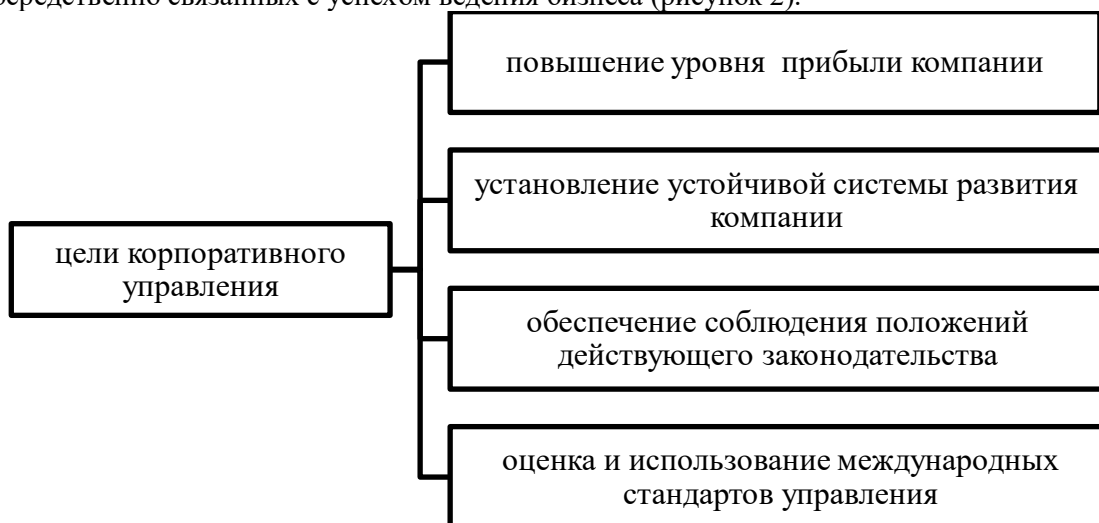 средственно связанных с успехом ведения бизнеса (рисунок 2).
повышение уровня прибыли компании
установление устойчивой системы развития
компании
цели корпоративного
управления
обеспечение соблюдения положений
действующего законодательства
оценка и использование международных
стандартов управления